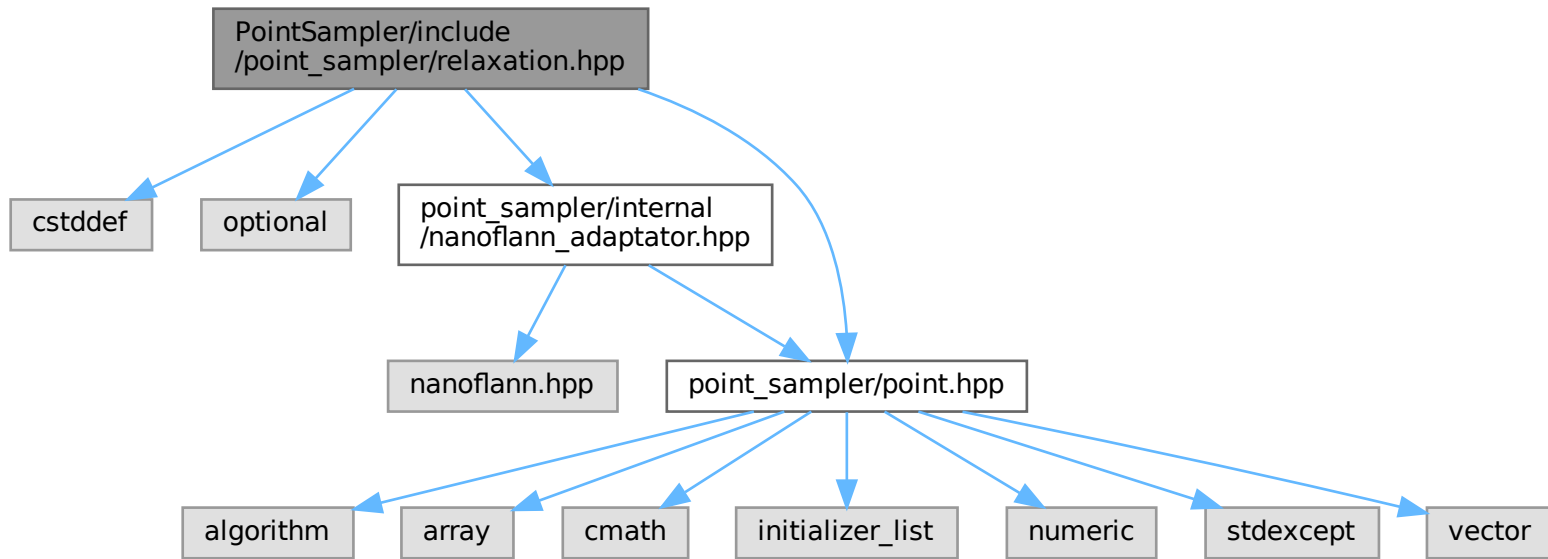 PointSampler/include
/point_sampler/relaxation.hpp
cstddef
optional
point_sampler/internal
/nanoflann_adaptator.hpp
nanoflann.hpp
point_sampler/point.hpp
algorithm
array
cmath
initializer_list
numeric
stdexcept
vector